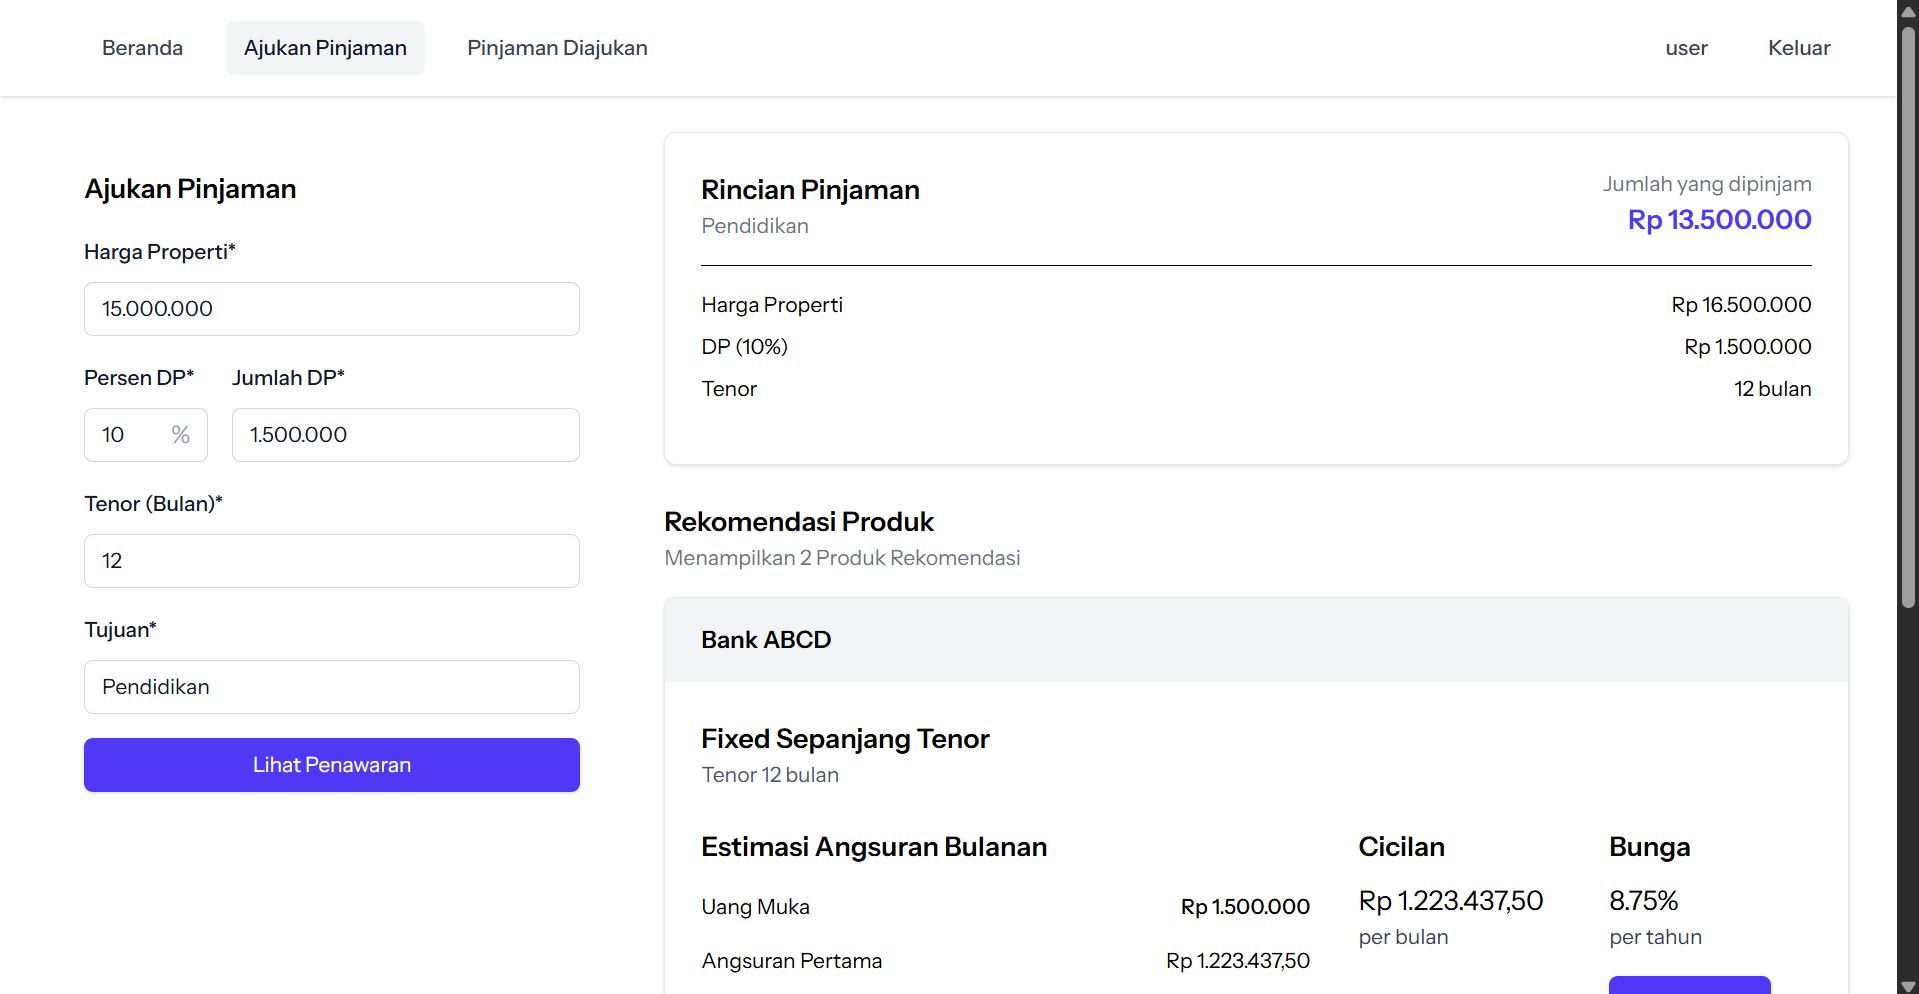 Beranda
Ajukan Pinjaman
Pinjaman Diajukan
user
Keluar
Ajukan Pinjaman
Harga Properti*
15.000.000
Persen DP* Jumlah DP*
10 % 1.500.000
Tenor (Bulan)*
12
Tujuan*
Pendidikan
Lihat Penawaran
Rincian Pinjaman
Pendidikan
Jumlah yang dipinjam
Rp 13.500.000
Harga Properti Rp 16.500.000
DP (10%) Rp 1.500.000
Tenor 12 bulan
Rekomendasi Produk
Menampilkan 2 Produk Rekomendasi
Bank ABCD
Fixed Sepanjang Tenor
Tenor 12 bulan
Estimasi Angsuran Bulanan
Uang Muka Rp 1.500.000
Angsuran Pertama Rp 1.223.437,50
Cicilan
Rp 1.223.437,50
per bulan
Bunga
8.75%
per tahun